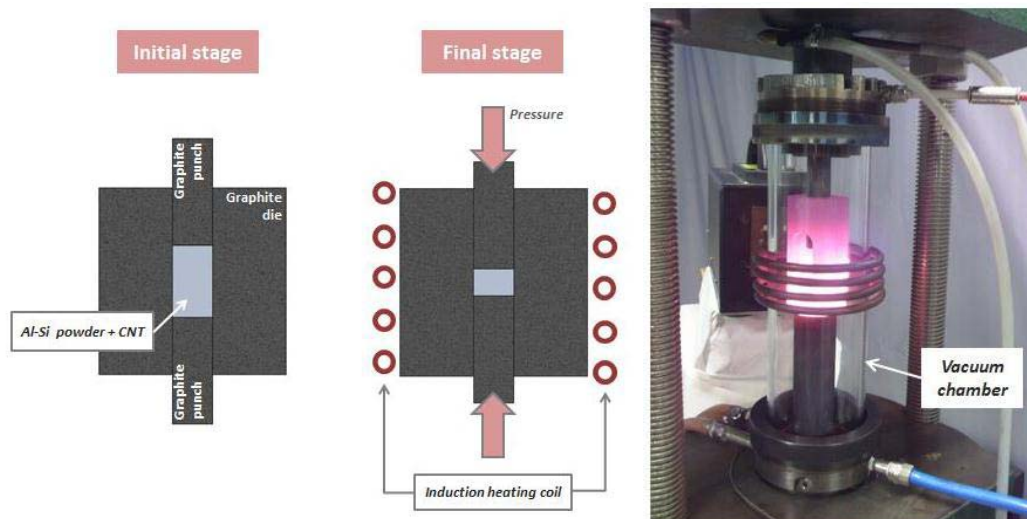 Initial stage
Final stage
Pressure
Graphite
punch
Graphite
die
Al-Si powder + CNT
Graphite
punch
Induction heating coil
Vacuum
chamber